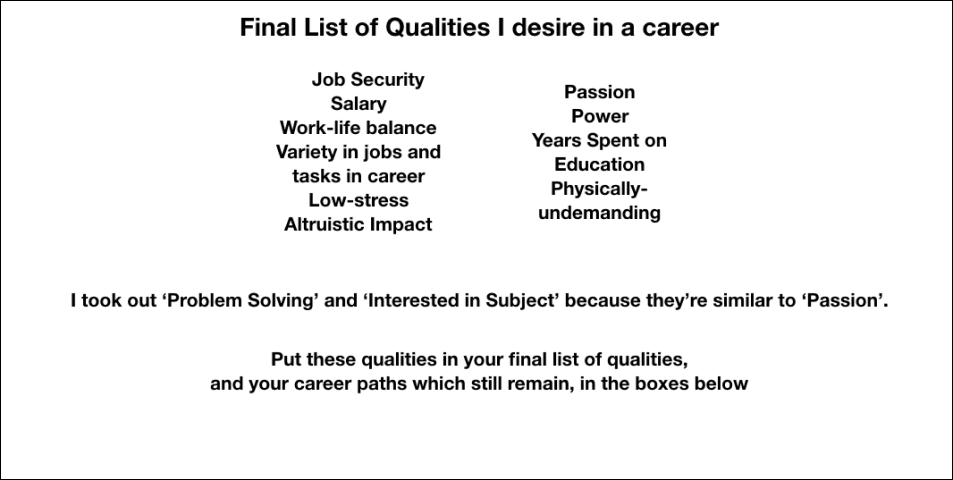 Final List of Qualities I desire in a career
Job Security
Salary
Work-life balance
Variety in jobs and
tasks in career
Low-stress
Altruistic Impact
Passion
Power
Years Spent on
Education
Physically-
undemanding
I took out ‘Problem Solving’ and ‘Interested in Subject’ because they’re similar to ‘Passion’.
Put these qualities in your final list of qualities,
and your career paths which still remain, in the boxes below